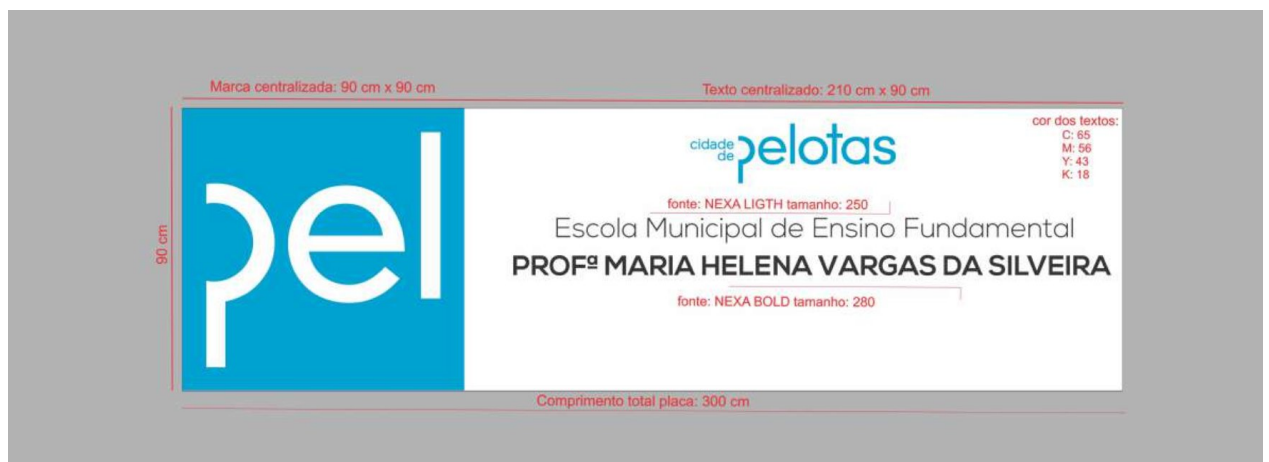 Marca centralizada: 90 cm x 90 cm
Texto centralizado: 210 cm x 90 cm
cor dos textos:
C: 65
M: 56
Y: 43
K: 18
cidade
de pelotas
90 cm
pel
fonte: NEXA LIGTH tamanho: 250
Escola Municipal de Ensino Fundamental
PROFª MARIA HELENA VARGAS DA SILVEIRA
fonte: NEXA BOLD tamanho: 280
Comprimento total placa: 300 cm